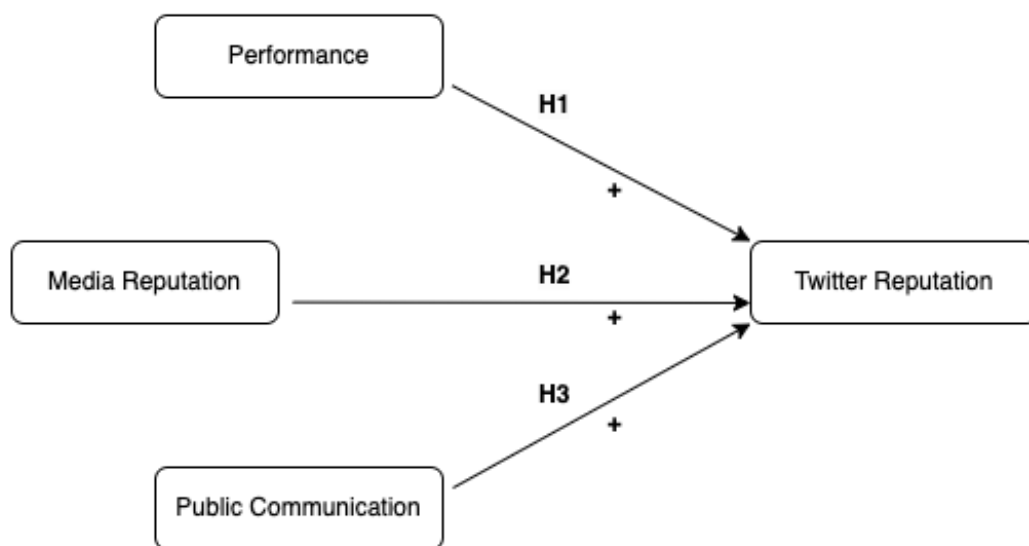 Performance
H1
+
Media Reputation
H2
+
Twitter Reputation
H3
+
Public Communication